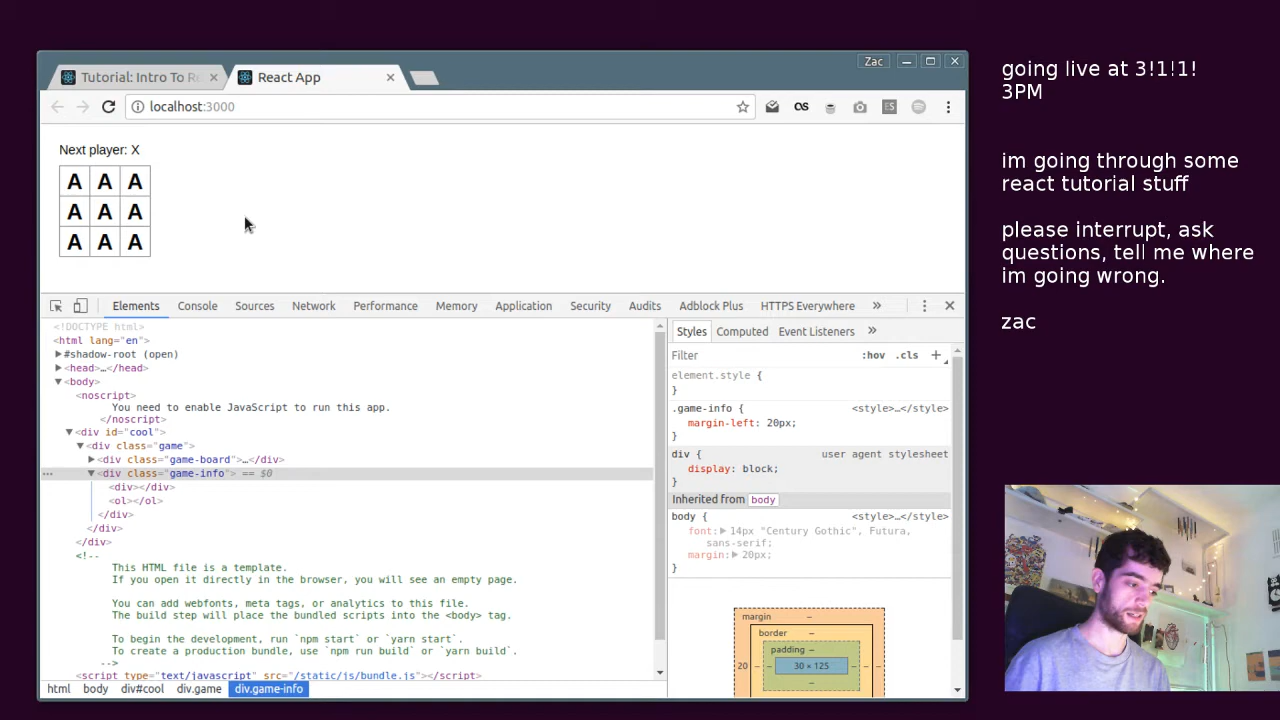 Zac
Tutorial: Intro To Re
React App
localhost:3000
Next player: X
A A A
A A A
A A A
Elements Console Sources Network Performance Memory Application Security Audits Adblock Plus HTTPS Everywhere »
<!DOCTYPE html>
<html lang="en">
#shadow-root (open)
<head>…</head>
<body>
<noscript>
You need to enable JavaScript to run this app.
</noscript>
<div id="cool">
<div class="game">
<div class="game-board">…</div>
<div class="game-info"> == $0
<div></div>
<ol></ol>
</div>
</div>
</div>
<!--
This HTML file is a template.
If you open it directly in the browser, you will see an empty page.
You can add webfonts, meta tags, or analytics to this file.
The build step will place the bundled scripts into the <body> tag.
To begin the development, run `npm start` or `yarn start`.
To create a production bundle, use `npm run build` or `yarn build`.
-->
<script type="text/javascript" src="/static/js/bundle.js"></script>
html body div#cool div.game div.game-info
Styles Computed Event Listeners »
Filter :hov .cls +
element.style {
}
.game-info { <style>…</style>
margin-left: 20px;
}
div { user agent stylesheet
display: block;
}
Inherited from body
body { <style>…</style>
font: 14px "Century Gothic", Futura,
sans-serif;
margin: 20px;
}
margin –
border –
padding –
20 – – 30 × 125 – – –
–
going live at 3!1!1!
3PM
im going through some
react tutorial stuff
please interrupt, ask
questions, tell me where
im going wrong.
zac